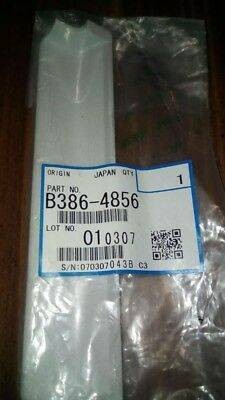 ORIGIN JAPAN QTY
1
PART NO.
B386-4856
LOT NO.
010307
S/N:070307043B C3